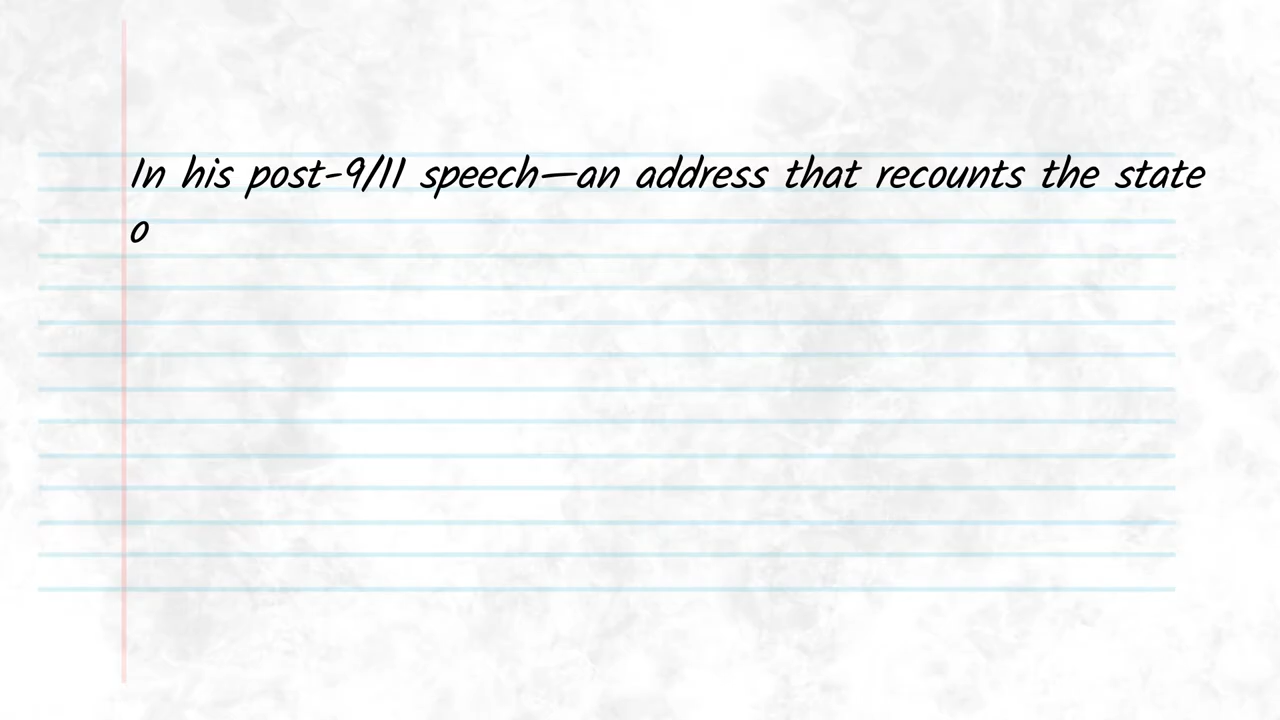 In his post-9/11 speech—an address that recounts the state
o